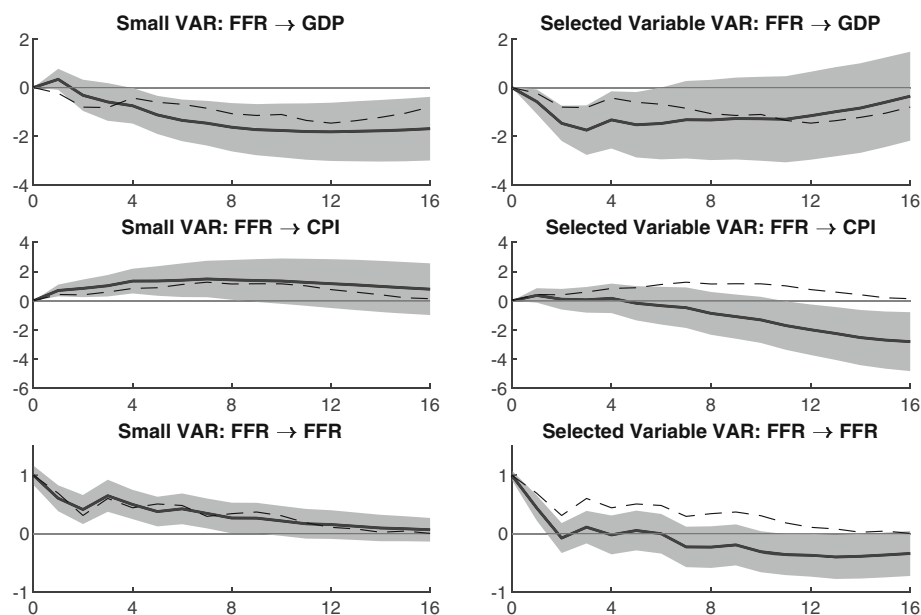 Small VAR: FFR → GDP
2
0
-2
-4
0 4 8 12 16
Selected Variable VAR: FFR → GDP
2
0
-2
-4
0 4 8 12 16
Small VAR: FFR → CPI
4
2
0
-2
-4
-6
0 4 8 12 16
Selected Variable VAR: FFR → CPI
4
2
0
-2
-4
-6
0 4 8 12 16
Small VAR: FFR → FFR
1
0
-1
0 4 8 12 16
Selected Variable VAR: FFR → FFR
1
0
-1
0 4 8 12 16